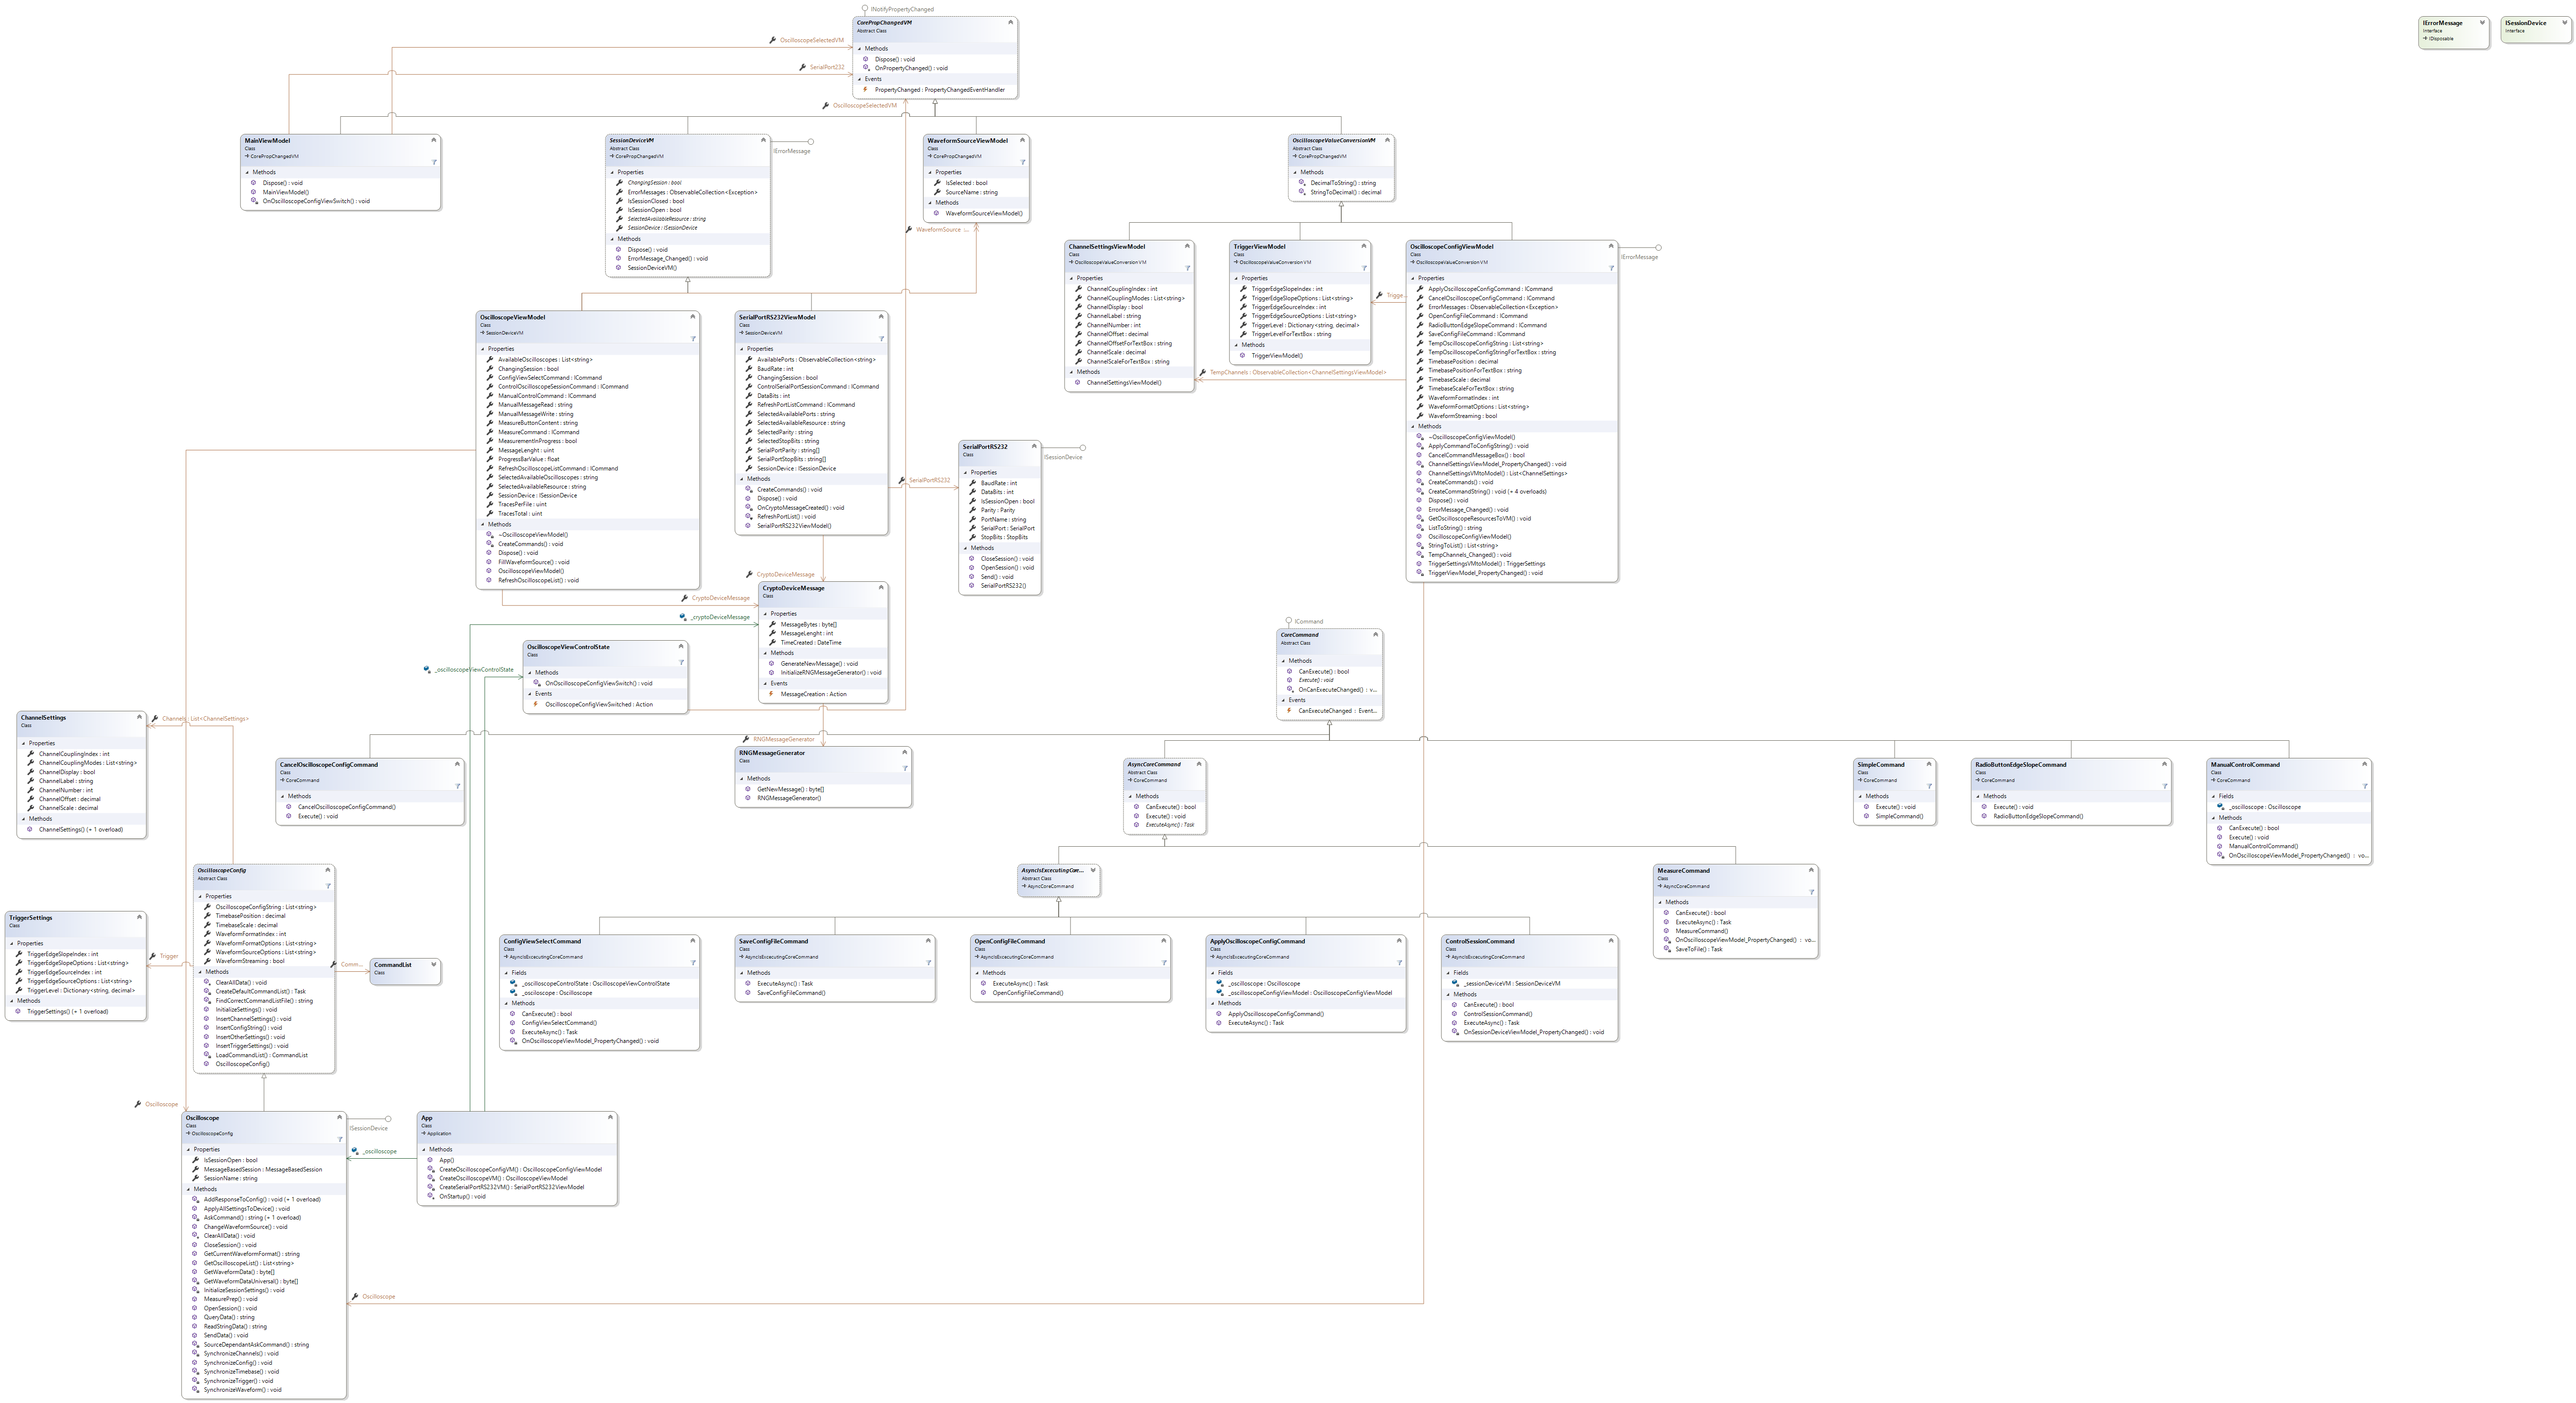 INotifyPropertyChanged
CorePropChangedVM
Abstract Class
Methods
Dispose() : void
OnPropertyChanged() : void
Events
PropertyChanged : PropertyChangedEventHandler
IErrorMessage
Interface
IDisposable
ISessionDevice
Interface
OscilloscopeSelectedVM
SerialPort232
OscilloscopeSelectedVM
MainViewModel
Class
CorePropChangedVM
Methods
Dispose() : void
MainViewModel()
OnOscilloscopeConfigViewSwitch() : void
SessionDeviceVM
Abstract Class
CorePropChangedVM
Properties
ChangingSession : bool
ErrorMessages : ObservableCollection<Exception>
IsSessionClosed : bool
IsSessionOpen : bool
SelectedAvailableResource : string
SessionDevice : ISessionDevice
Methods
Dispose() : void
ErrorMessage_Changed() : void
SessionDeviceVM()
IErrorMessage
WaveformSourceViewModel
Class
CorePropChangedVM
Properties
IsSelected : bool
SourceName : string
Methods
WaveformSourceViewModel()
WaveformSource : ...
OscilloscopeValueConversionVM
Abstract Class
CorePropChangedVM
Methods
DecimalToString() : string
StringToDecimal() : decimal
ChannelSettingsViewModel
Class
OscilloscopeValueConversionVM
Properties
ChannelCouplingIndex : int
ChannelCouplingModes : List<string>
ChannelDisplay : bool
ChannelLabel : string
ChannelNumber : int
ChannelOffset : decimal
ChannelOffsetForTextBox : string
ChannelScale : decimal
ChannelScaleForTextBox : string
Methods
ChannelSettingsViewModel()
TriggerViewModel
Class
OscilloscopeValueConversionVM
Properties
TriggerEdgeSlopeIndex : int
TriggerEdgeSlopeOptions : List<string>
TriggerEdgeSourceIndex : int
TriggerEdgeSourceOptions : List<string>
TriggerLevel : Dictionary<string, decimal>
TriggerLevelForTextBox : string
Methods
TriggerViewModel()
Trigge...
TempChannels : ObservableCollection<ChannelSettingsViewModel>
OscilloscopeConfigViewModel
Class
OscilloscopeValueConversionVM
Properties
ApplyOscilloscopeConfigCommand : ICommand
CancelOscilloscopeConfigCommand : ICommand
ErrorMessages : ObservableCollection<Exception>
OpenConfigFileCommand : ICommand
RadioButtonEdgeSlopeCommand : ICommand
SaveConfigFileCommand : ICommand
TempOscilloscopeConfigString : List<string>
TempOscilloscopeConfigStringForTextBox : string
TimebasePosition : decimal
TimebasePositionForTextBox : string
TimebaseScale : decimal
TimebaseScaleForTextBox : string
WaveformFormatIndex : int
WaveformFormatOptions : List<string>
WaveformStreaming : bool
Methods
~OscilloscopeConfigViewModel()
ApplyCommandToConfigString() : void
CancelCommandMessageBox() : bool
ChannelSettingsViewModel_PropertyChanged() : void
ChannelSettingsVMtoModel() : List<ChannelSettings>
CreateCommands() : void
CreateCommandString() : void (+ 4 overloads)
Dispose() : void
ErrorMessage_Changed() : void
GetOscilloscopeResourcesToVM() : void
ListToString() : string
OscilloscopeConfigViewModel()
StringToList() : List<string>
TempChannels_Changed() : void
TriggerSettingsVMtoModel() : TriggerSettings
TriggerViewModel_PropertyChanged() : void
IErrorMessage
OscilloscopeViewModel
Class
SessionDeviceVM
Properties
AvailableOscilloscopes : List<string>
ChangingSession : bool
ConfigViewSelectCommand : ICommand
ControlOscilloscopeSessionCommand : ICommand
ManualControlCommand : ICommand
ManualMessageRead : string
ManualMessageWrite : string
MeasureButtonContent : string
MeasureCommand : ICommand
MeasurementInProgress : bool
MessageLenght : uint
ProgressBarValue : float
RefreshOscilloscopeListCommand : ICommand
SelectedAvailableOscilloscopes : string
SelectedAvailableResource : string
SessionDevice : ISessionDevice
TracesPerFile : uint
TracesTotal : uint
Methods
~OscilloscopeViewModel()
CreateCommands() : void
Dispose() : void
FillWaveformSource() : void
OscilloscopeViewModel()
RefreshOscilloscopeList() : void
SerialPortRS232ViewModel
Class
SessionDeviceVM
Properties
AvailablePorts : ObservableCollection<string>
BaudRate : int
ChangingSession : bool
ControlSerialPortSessionCommand : ICommand
DataBits : int
RefreshPortListCommand : ICommand
SelectedAvailablePorts : string
SelectedAvailableResource : string
SelectedParity : string
SelectedStopBits : string
SerialPortParity : string[]
SerialPortStopBits : string[]
SessionDevice : ISessionDevice
Methods
CreateCommands() : void
Dispose() : void
OnCryptoMessageCreated() : void
RefreshPortList() : void
SerialPortRS232ViewModel()
SerialPortRS232
SerialPortRS232
Class
Properties
BaudRate : int
DataBits : int
IsSessionOpen : bool
Parity : Parity
PortName : string
SerialPort : SerialPort
StopBits : StopBits
Methods
CloseSession() : void
OpenSession() : void
Send() : void
SerialPortRS232()
ISessionDevice
CryptoDeviceMessage
CryptoDeviceMessage
_cryptoDeviceMessage
CryptoDeviceMessage
Class
Properties
MessageBytes : byte[]
MessageLenght : int
TimeCreated : DateTime
Methods
GenerateNewMessage() : void
InitializeRNGMessageGenerator() : void
Events
MessageCreation : Action
_oscilloscopeViewControlState
OscilloscopeViewControlState
Class
Methods
OnOscilloscopeConfigViewSwitch() : void
Events
OscilloscopeConfigViewSwitched : Action
ICommand
CoreCommand
Abstract Class
Methods
CanExecute() : bool
Execute() : void
OnCanExecuteChanged() : v...
Events
CanExecuteChanged : Event...
ChannelSettings
Class
Properties
ChannelCouplingIndex : int
ChannelCouplingModes : List<string>
ChannelDisplay : bool
ChannelLabel : string
ChannelNumber : int
ChannelOffset : decimal
ChannelScale : decimal
Methods
ChannelSettings() (+ 1 overload)
Channels : List<ChannelSettings>
CancelOscilloscopeConfigCommand
Class
CoreCommand
Methods
CancelOscilloscopeConfigCommand()
Execute() : void
RNGMessageGenerator
RNGMessageGenerator
Class
Methods
GetNewMessage() : byte[]
RNGMessageGenerator()
AsyncCoreCommand
Abstract Class
CoreCommand
Methods
CanExecute() : bool
Execute() : void
ExecuteAsync() : Task
SimpleCommand
Class
CoreCommand
Methods
Execute() : void
SimpleCommand()
RadioButtonEdgeSlopeCommand
Class
CoreCommand
Methods
Execute() : void
RadioButtonEdgeSlopeCommand()
ManualControlCommand
Class
CoreCommand
Fields
_oscilloscope : Oscilloscope
Methods
CanExecute() : bool
Execute() : void
ManualControlCommand()
OnOscilloscopeViewModel_PropertyChanged() : vo...
OscilloscopeConfig
Abstract Class
Properties
OscilloscopeConfigString : List<string>
TimebasePosition : decimal
TimebaseScale : decimal
WaveformFormatIndex : int
WaveformFormatOptions : List<string>
WaveformSourceOptions : List<string>
WaveformStreaming : bool
Methods
ClearAllData() : void
CreateDefaultCommandList() : Task
FindCorrectCommandListFile() : string
InitializeSettings() : void
InsertChannelSettings() : void
InsertConfigString() : void
InsertOtherSettings() : void
InsertTriggerSettings() : void
LoadCommandList() : CommandList
OscilloscopeConfig()
TriggerSettings
Class
Properties
TriggerEdgeSlopeIndex : int
TriggerEdgeSlopeOptions : List<string>
TriggerEdgeSourceIndex : int
TriggerEdgeSourceOptions : List<string>
TriggerLevel : Dictionary<string, decimal>
Methods
TriggerSettings() (+ 1 overload)
Trigger
Comm...
CommandList
Class
AsyncIsExcecutingCore...
Abstract Class
AsyncCoreCommand
MeasureCommand
Class
AsyncCoreCommand
Methods
CanExecute() : bool
ExecuteAsync() : Task
MeasureCommand()
OnOscilloscopeViewModel_PropertyChanged() : vo...
SaveToFile() : Task
ConfigViewSelectCommand
Class
AsyncIsExcecutingCoreCommand
Fields
_oscilloscopeControlState : OscilloscopeViewControlState
_osciloscope : Oscilloscope
Methods
CanExecute() : bool
ConfigViewSelectCommand()
ExecuteAsync() : Task
OnOscilloscopeViewModel_PropertyChanged() : void
SaveConfigFileCommand
Class
AsyncIsExcecutingCoreCommand
Methods
ExecuteAsync() : Task
SaveConfigFileCommand()
OpenConfigFileCommand
Class
AsyncIsExcecutingCoreCommand
Methods
ExecuteAsync() : Task
OpenConfigFileCommand()
ApplyOscilloscopeConfigCommand
Class
AsyncIsExcecutingCoreCommand
Fields
_osciloscope : Oscilloscope
_oscilloscopeConfigViewModel : OscilloscopeConfigViewModel
Methods
ApplyOscilloscopeConfigCommand()
ExecuteAsync() : Task
ControlSessionCommand
Class
AsyncIsExcecutingCoreCommand
Fields
_sessionDeviceVM : SessionDeviceVM
Methods
CanExecute() : bool
ControlSessionCommand()
ExecuteAsync() : Task
OnSessionDeviceViewModel_PropertyChanged() : void
Oscilloscope
Oscilloscope
Class
OscilloscopeConfig
Properties
IsSessionOpen : bool
MessageBasedSession : MessageBasedSession
SessionName : string
Methods
AddResponseToConfig() : void (+ 1 overload)
ApplyAllSettingsToDevice() : void
AskCommand() : string (+ 1 overload)
ChangeWaveformSource() : void
ClearAllData() : void
CloseSession() : void
GetCurrentWaveformFormat() : string
GetOscilloscopeList() : List<string>
GetWaveformData() : byte[]
GetWaveformDataUniversal() : byte[]
InitializeSessionSettings() : void
MeasurePrep() : void
OpenSession() : void
QueryData() : string
ReadStringData() : string
SendData() : void
SourceDependantAskCommand() : string
SynchronizeChannels() : void
SynchronizeConfig() : void
SynchronizeTimebase() : void
SynchronizeTrigger() : void
SynchronizeWaveform() : void
ISessionDevice
_oscilloscope
App
Class
Application
Methods
App()
CreateOscilloscopeConfigVM() : OscilloscopeConfigViewModel
CreateOscilloscopeVM() : OscilloscopeViewModel
CreateSerialPortRS232VM() : SerialPortRS232ViewModel
OnStartup() : void
Oscilloscope